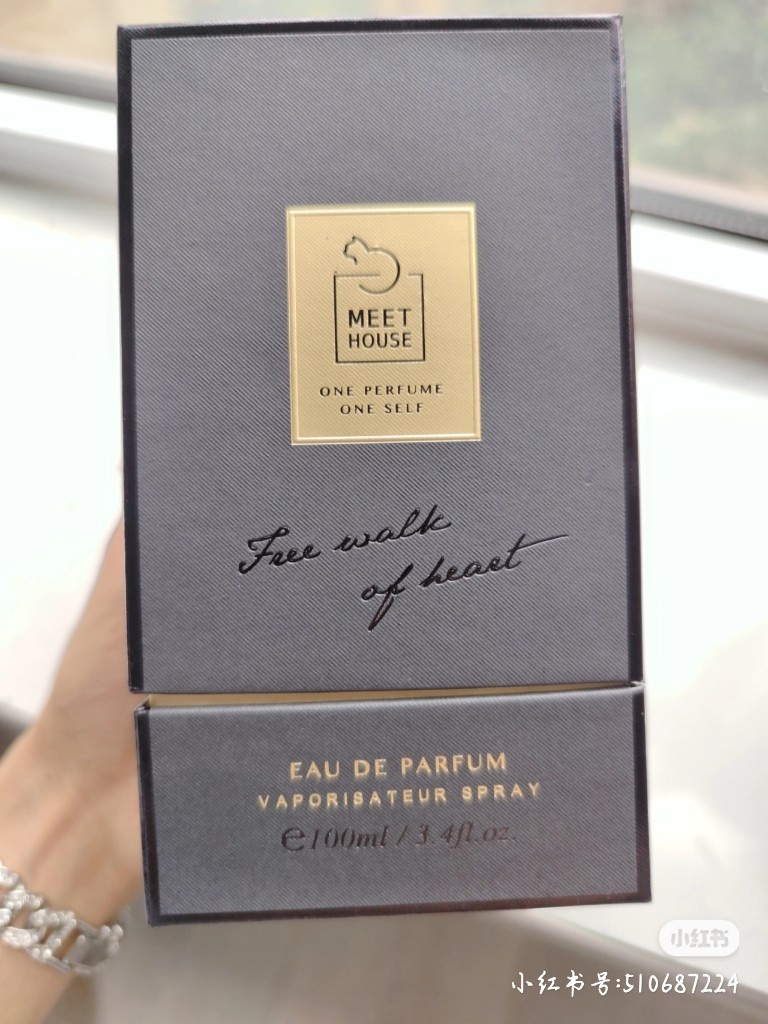 MEET
HOUSE
ONE PERFUME
ONE SELF
Free walk
of heart
EAU DE PARFUM
VAPORISATEUR SPRAY
℮100ml / 3.4fl.oz.
小红书
小红书号:510687224